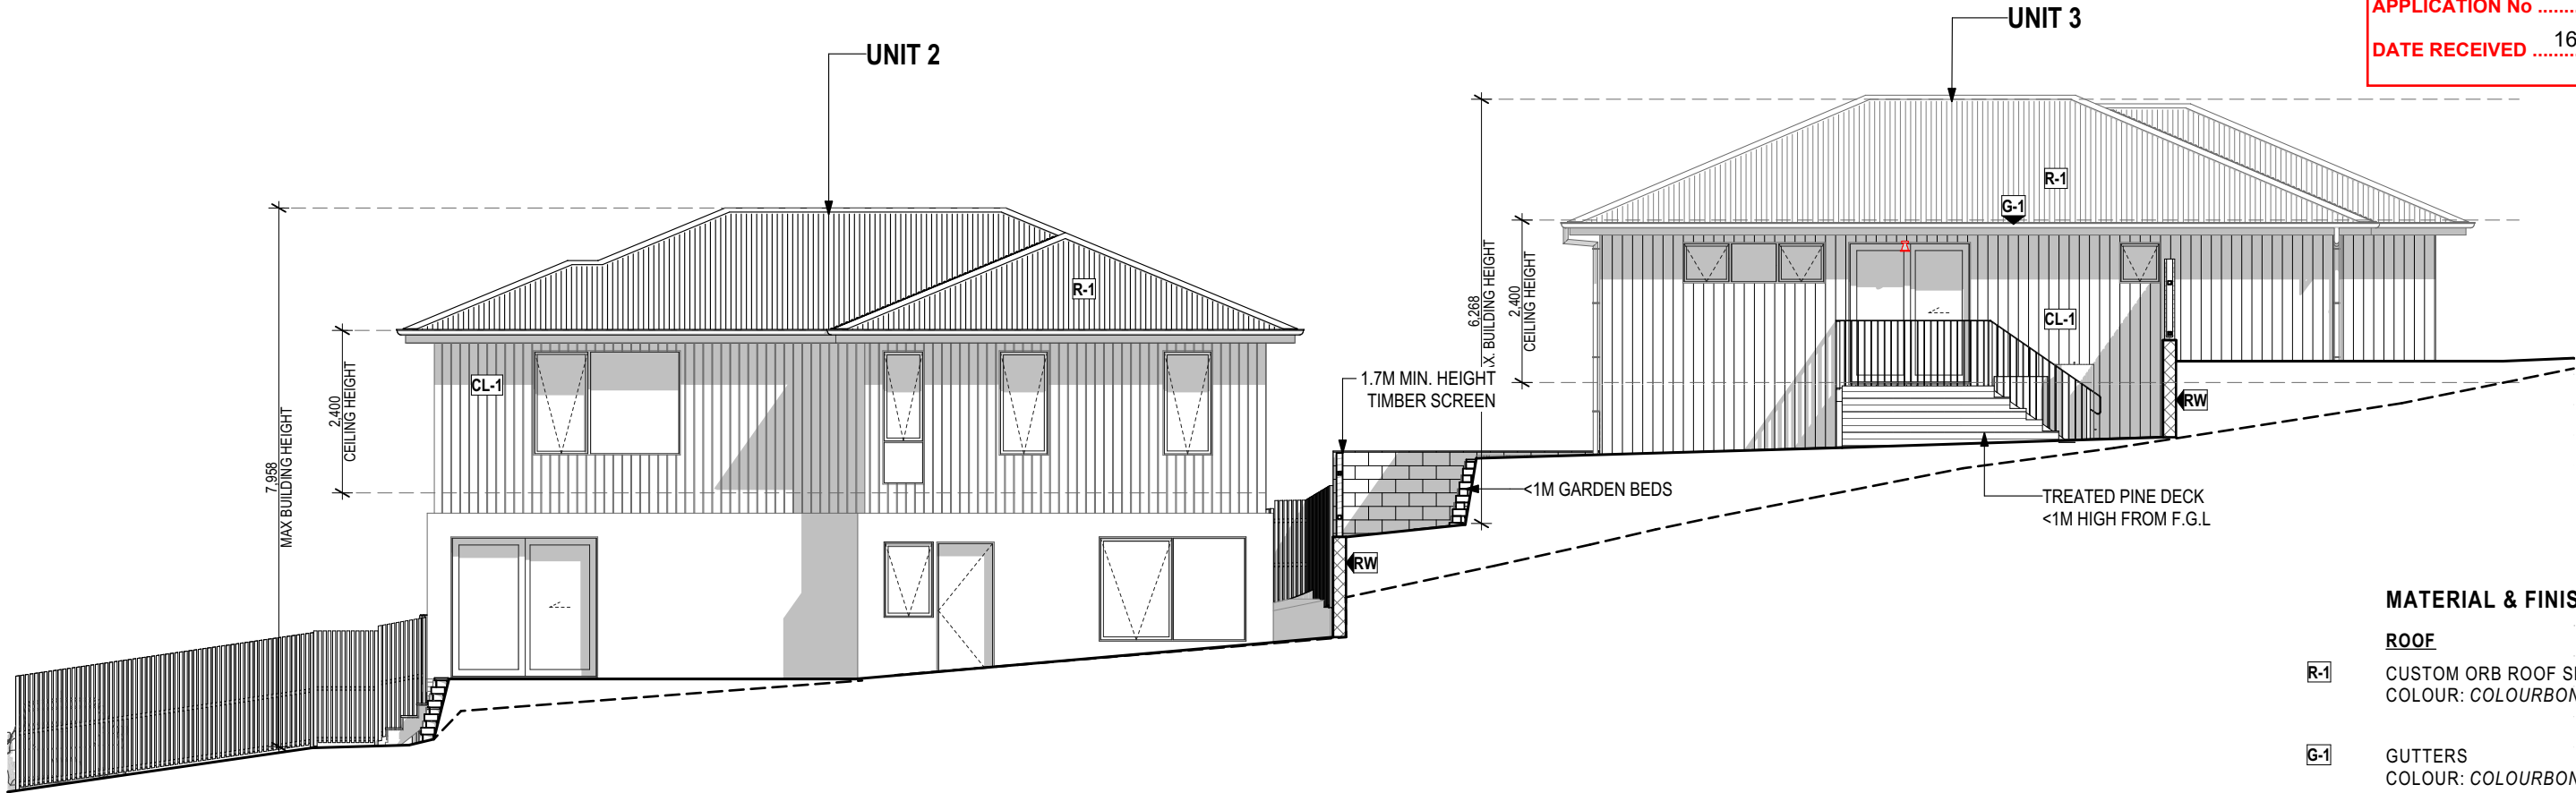 UNIT 2
UNIT 3
APPLICATION No ........
DATE RECEIVED ........ 16
7,958
MAX BUILDING HEIGHT
2,400
CEILING HEIGHT
CL-1
R-1
RW
1.7M MIN. HEIGHT
TIMBER SCREEN
<1M GARDEN BEDS
6,268
MAX. BUILDING HEIGHT
2,400
CEILING HEIGHT
R-1
G-1
CL-1
RW
TREATED PINE DECK
<1M HIGH FROM F.G.L
MATERIAL & FINIS
ROOF
R-1
CUSTOM ORB ROOF S
COLOUR: COLOURBON
G-1
GUTTERS
COLOUR: COLOURBON